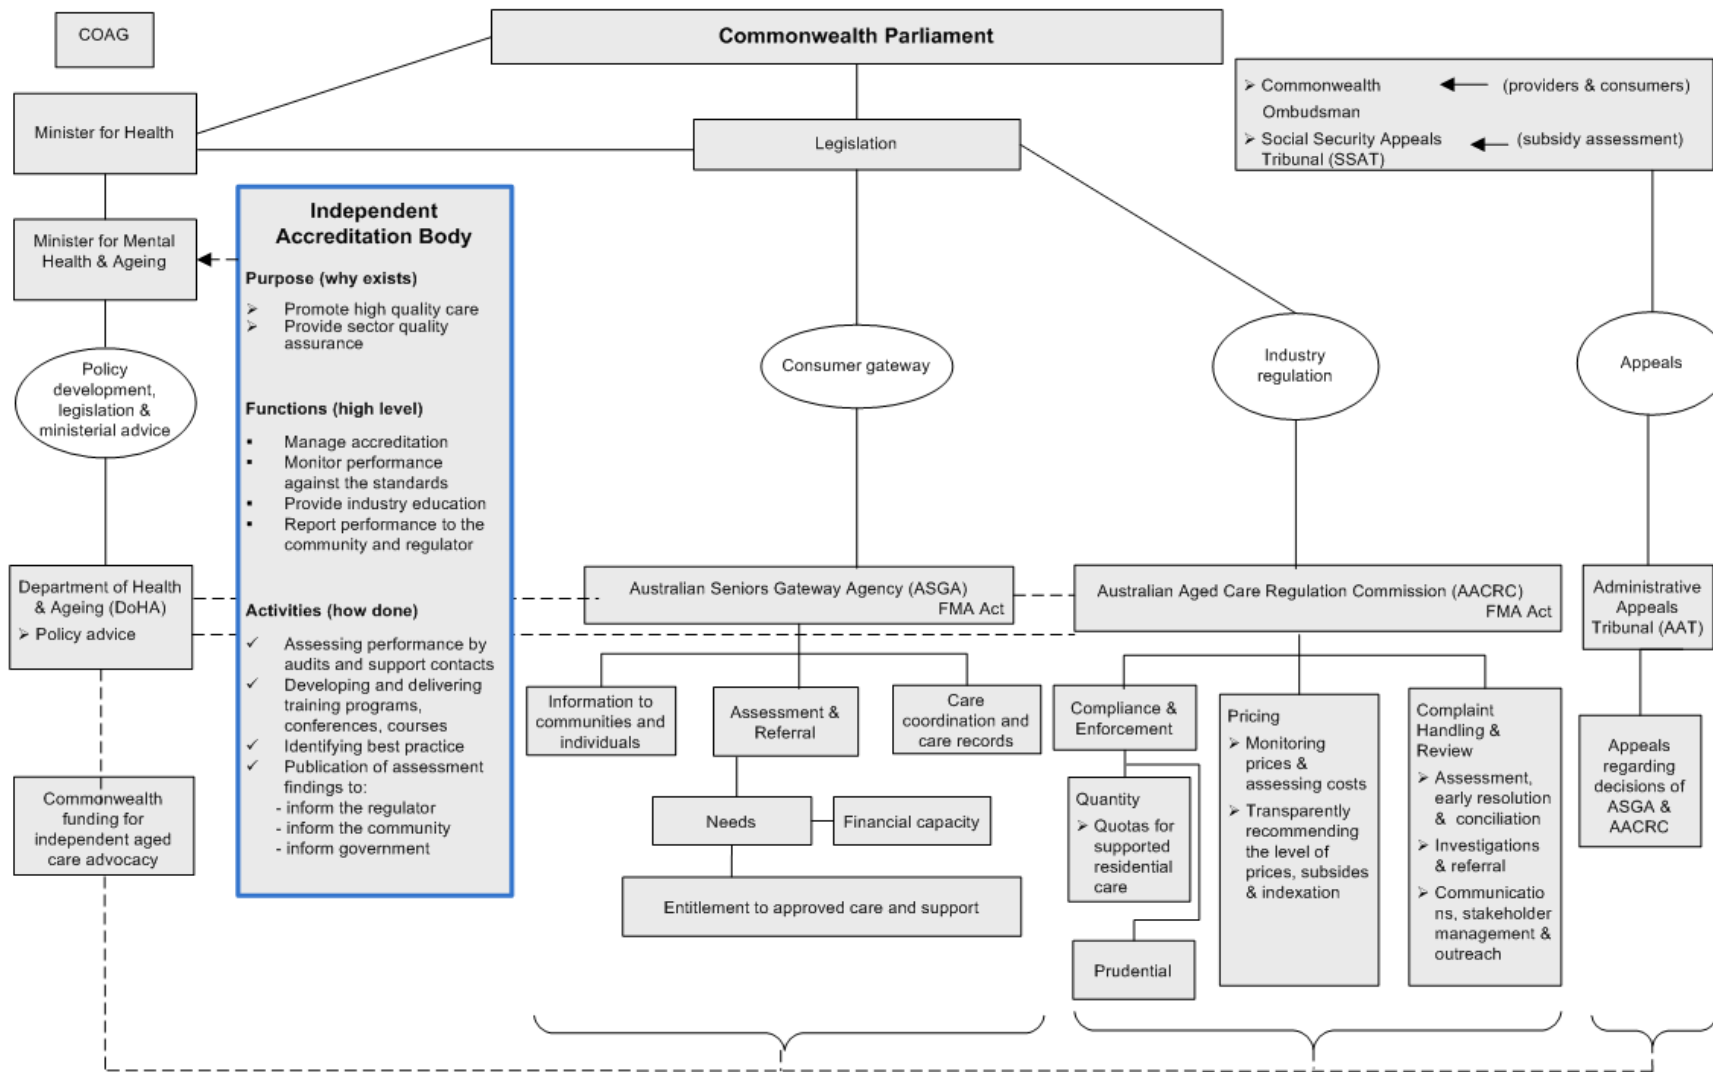 COAG
Commonwealth Parliament
Minister for Health
Legislation
➢ Commonwealth
Ombudsman
(providers & consumers)
➢ Social Security Appeals
Tribunal (SSAT)
(subsidy assessment)
Minister for Mental
Health & Ageing
Independent
Accreditation Body
Purpose (why exists)
➢ Promote high quality care
➢ Provide sector quality
assurance
Functions (high level)
▪ Manage accreditation
▪ Monitor performance
against the standards
▪ Provide industry education
▪ Report performance to the
community and regulator
Activities (how done)
✓ Assessing performance by
audits and support contacts
✓ Developing and delivering
training programs,
conferences, courses
✓ Identifying best practice
✓ Publication of assessment
findings to:
- inform the regulator
- inform the community
- inform government
Policy
development,
legislation &
ministerial advice
Consumer gateway
Industry
regulation
Appeals
Department of Health
& Ageing (DoHA)
➢ Policy advice
Australian Seniors Gateway Agency (ASGA)
FMA Act
Australian Aged Care Regulation Commission (AACRC)
FMA Act
Administrative
Appeals
Tribunal (AAT)
Commonwealth
funding for
independent aged
care advocacy
Information to
communities and
individuals
Assessment &
Referral
Care
coordination and
care records
Needs
Financial capacity
Entitlement to approved care and support
Compliance &
Enforcement
Quantity
➢ Quotas for
supported
residential
care
Prudential
Pricing
➢ Monitoring
prices &
assessing costs
➢ Transparently
recommending
the level of
prices, subsides
& indexation
Complaint
Handling &
Review
➢ Assessment,
early resolution
& conciliation
➢ Investigations
& referral
➢ Communicatio
ns, stakeholder
management &
outreach
Appeals
regarding
decisions of
ASGA &
AACRC